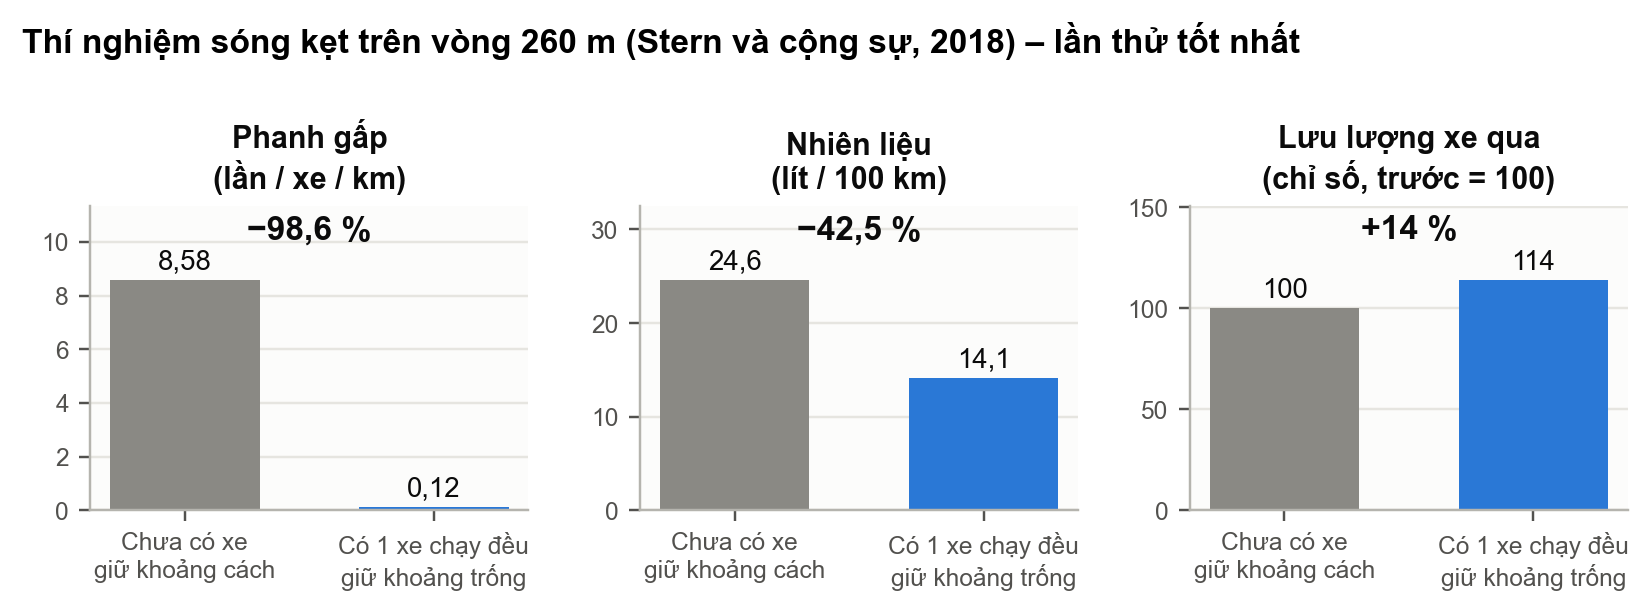 Thí nghiệm sóng kẹt trên vòng 260 m (Stern và cộng sự, 2018) – lần thử tốt nhất
Phanh gấp
(lần / xe / km)
−98,6 %
10
8
6
4
2
0
8,58
0,12
Chưa có xe
giữ khoảng cách
Có 1 xe chạy đều
giữ khoảng trống
Nhiên liệu
(lít / 100 km)
−42,5 %
30
20
10
0
24,6
14,1
Chưa có xe
giữ khoảng cách
Có 1 xe chạy đều
giữ khoảng trống
Lưu lượng xe qua
(chỉ số, trước = 100)
+14 %
150
100
50
0
100
114
Chưa có xe
giữ khoảng cách
Có 1 xe chạy đều
giữ khoảng trống